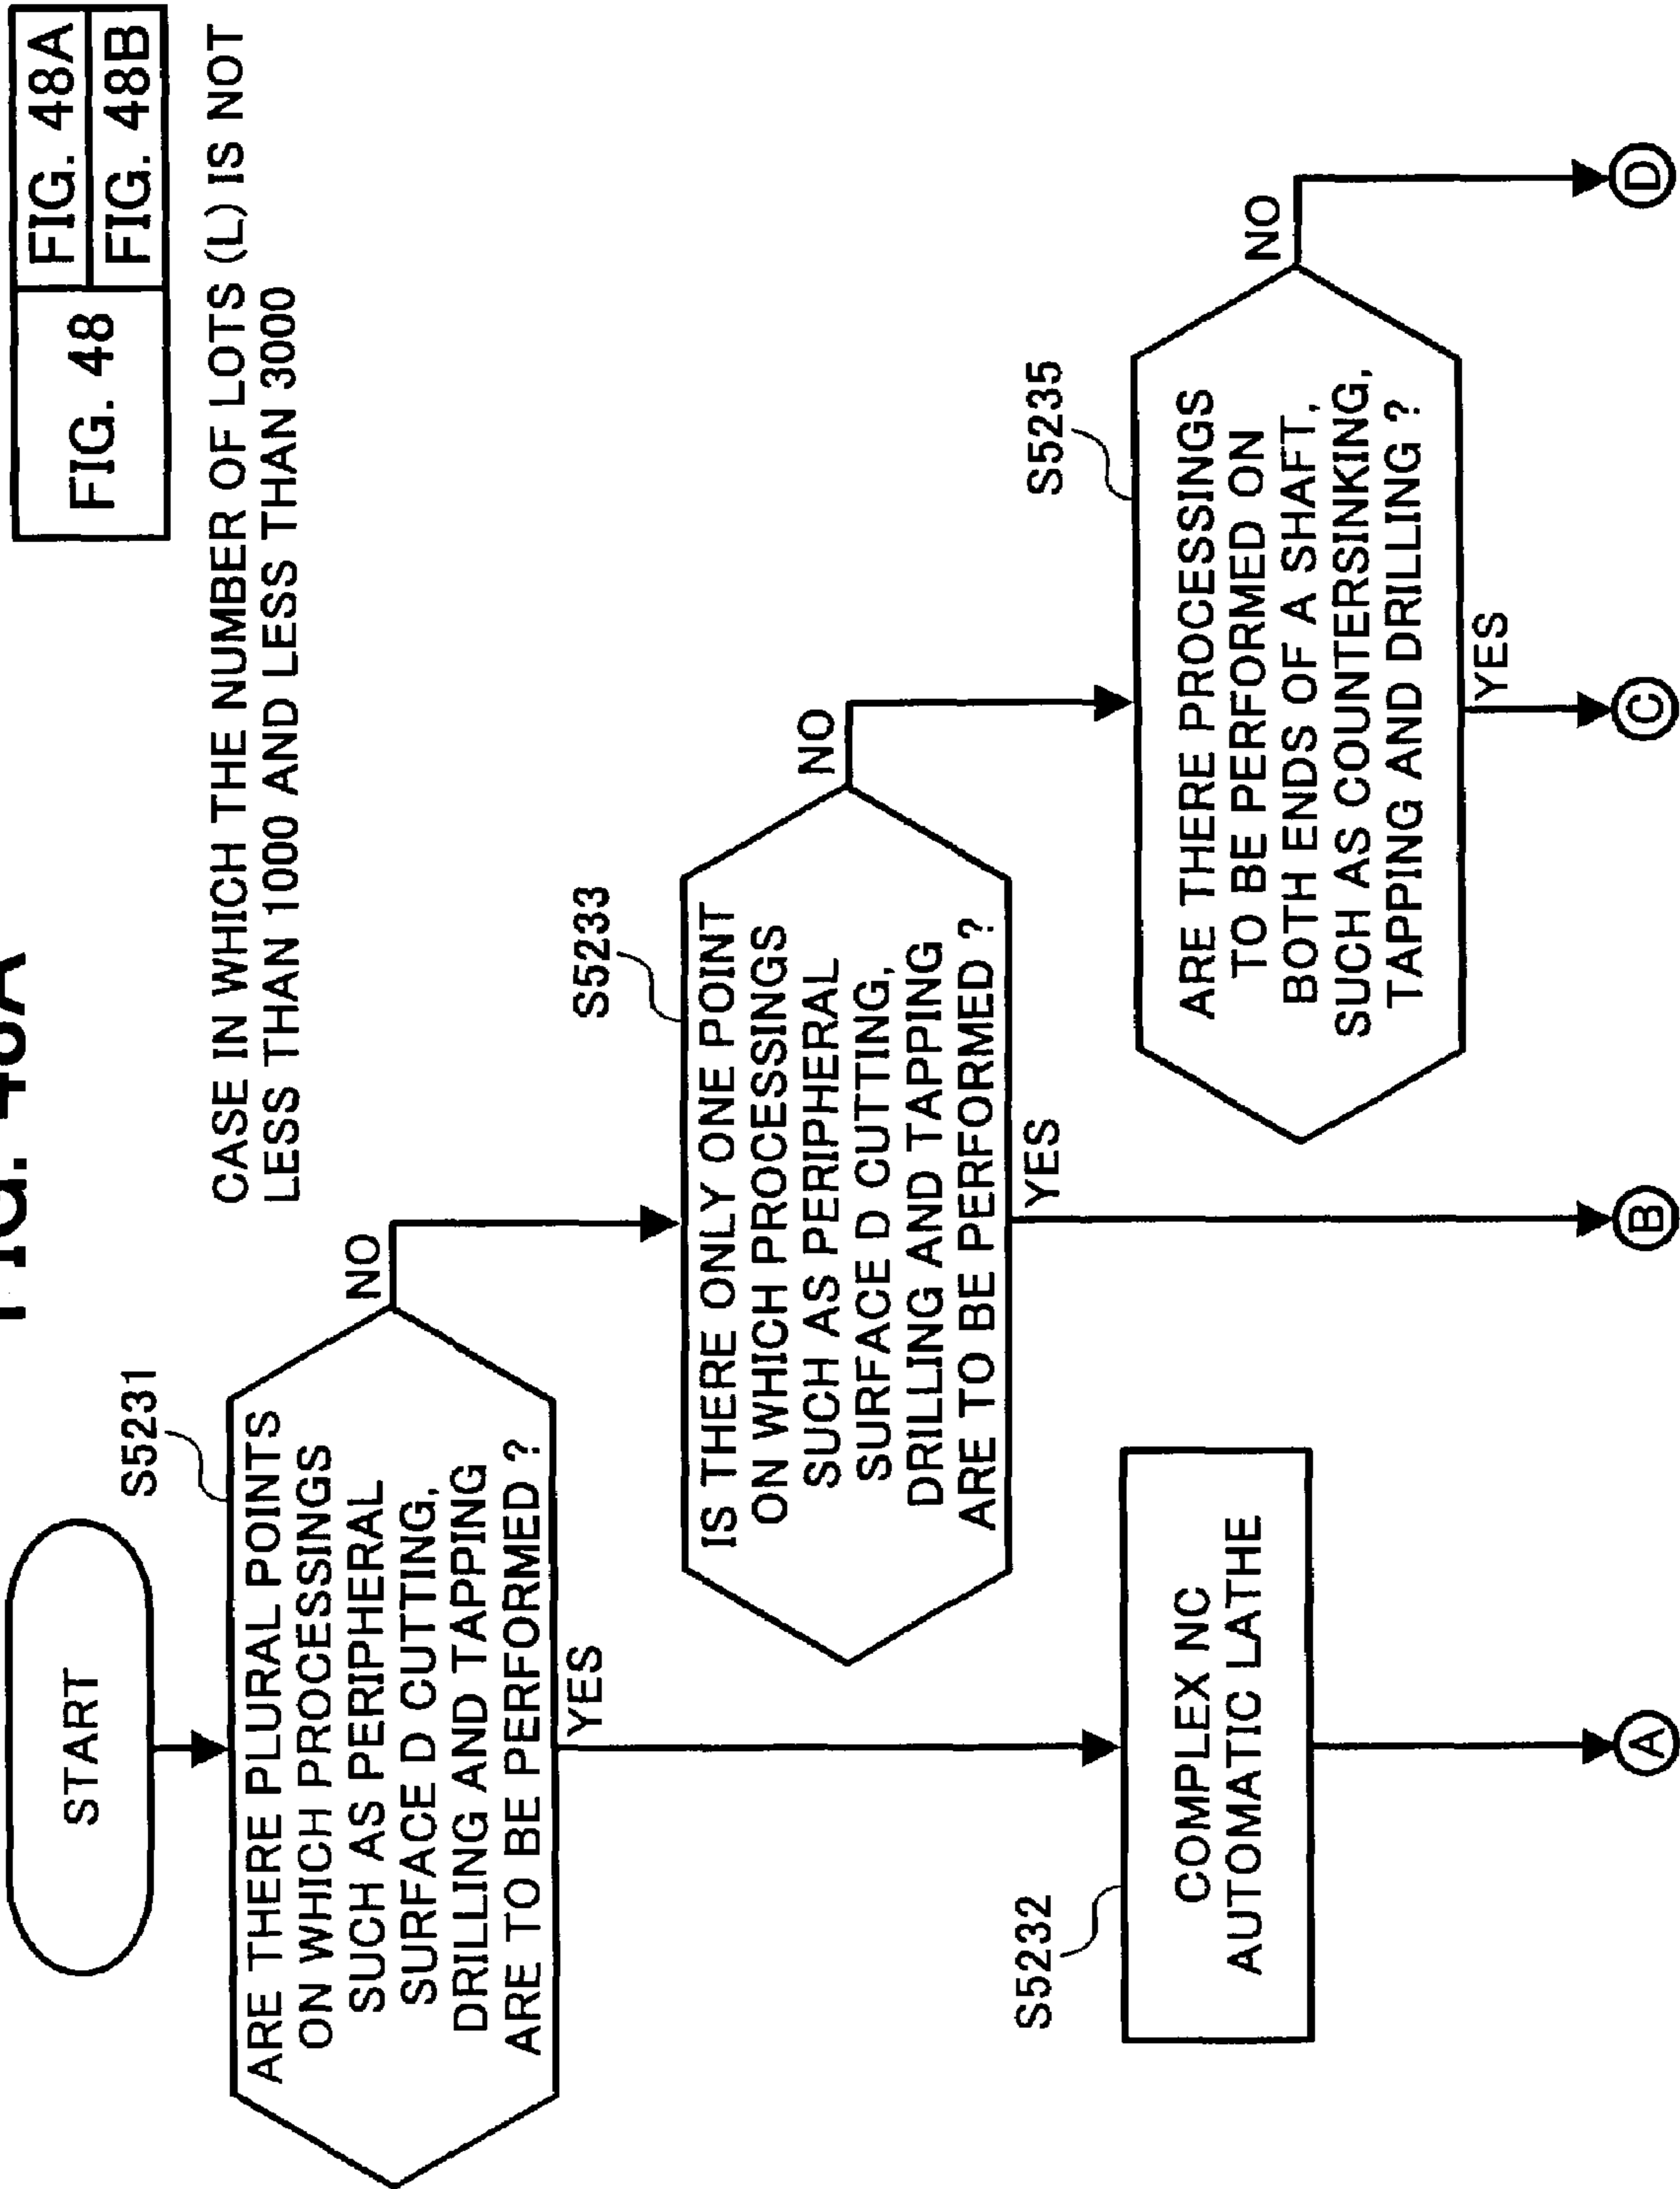 FIG. 48A
FIG. 48
FIG. 48A
FIG. 48B
CASE IN WHICH THE NUMBER OF LOTS (L) IS NOT
LESS THAN 1000 AND LESS THAN 3000
START
S5231
ARE THERE PLURAL POINTS
ON WHICH PROCESSINGS
SUCH AS PERIPHERAL
SURFACE D CUTTING,
DRILLING AND TAPPING
ARE TO BE PERFORMED ?
NO
YES
S5233
IS THERE ONLY ONE POINT
ON WHICH PROCESSINGS
SUCH AS PERIPHERAL
SURFACE D CUTTING,
DRILLING AND TAPPING
ARE TO BE PERFORMED ?
NO
YES
S5235
ARE THERE PROCESSINGS
TO BE PERFORMED ON
BOTH ENDS OF A SHAFT,
SUCH AS COUNTERSINKING,
TAPPING AND DRILLING ?
NO
YES
S5232
COMPLEX NC
AUTOMATIC LATHE
A
B
C
D